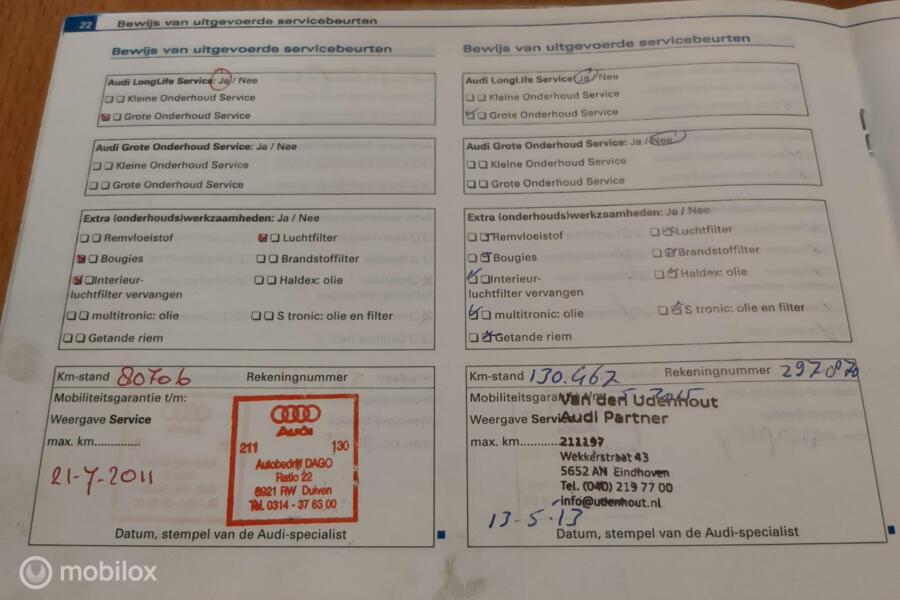 22 Bewijs van uitgevoerde servicebeurten
Bewijs van uitgevoerde servicebeurten
Audi LongLife Service: Ja / Nee
Kleine Onderhoud Service
Grote Onderhoud Service
Audi Grote Onderhoud Service: Ja / Nee
Kleine Onderhoud Service
Grote Onderhoud Service
Extra (onderhouds)werkzaamheden: Ja / Nee
Remvloeistof Luchtfilter
Bougies Brandstoffilter
Interieur- Haldex: olie
luchtfilter vervangen
multitronic: olie S tronic: olie en filter
Getande riem
Km-stand 80706 Rekeningnummer
Mobiliteitsgarantie t/m:
Weergave Service
max. km..............
21-7-2011
Audi
211 130
Autobedrijf DAGO
Ratio 22
6921 RW Duiven
Tel. 0314 - 37 63 00
Datum, stempel van de Audi-specialist
Bewijs van uitgevoerde servicebeurten
Audi LongLife Service: Ja / Nee
Kleine Onderhoud Service
Grote Onderhoud Service
Audi Grote Onderhoud Service: Ja / Nee
Kleine Onderhoud Service
Grote Onderhoud Service
Extra (onderhouds)werkzaamheden: Ja / Nee
Remvloeistof Luchtfilter
Bougies Brandstoffilter
Interieur- Haldex: olie
luchtfilter vervangen
multitronic: olie S tronic: olie en filter
Getande riem
Km-stand 130.467 Rekeningnummer
Mobiliteitsgarantie t/m:
Van den Udenhout
Weergave Service
Audi Partner
max. km..........
211197
Wekkerstraat 43
5652 AN Eindhoven
Tel. (040) 219 77 00
info@udenhout.nl
13-5-13
Datum, stempel van de Audi-specialist
mobilox